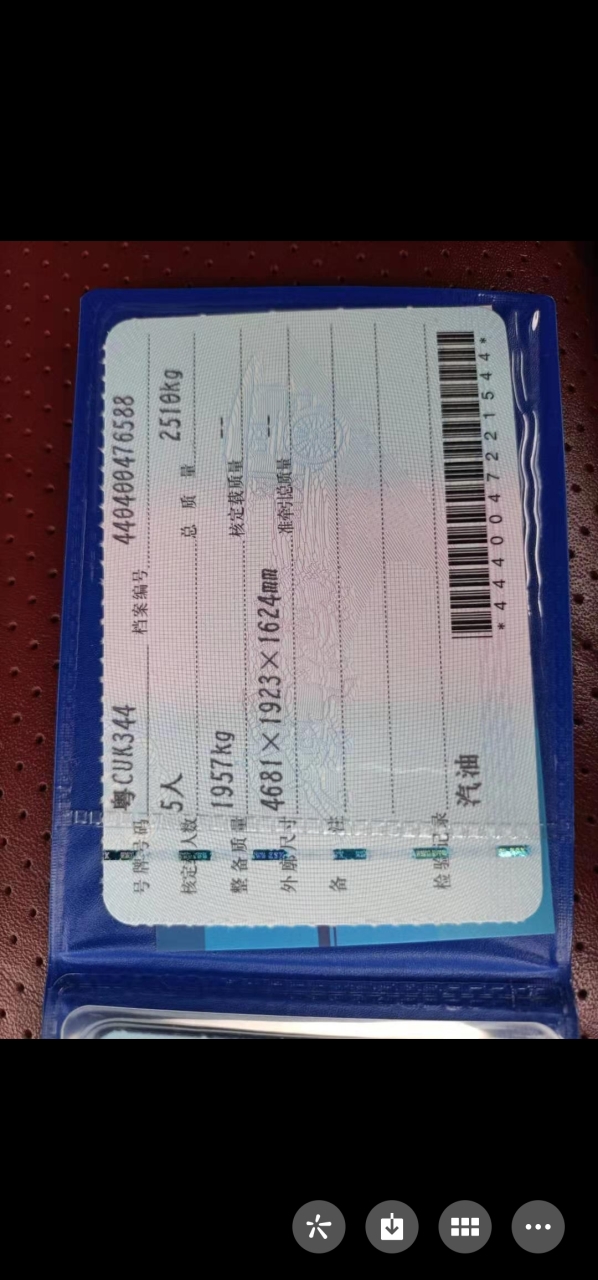 号牌号码 粤CUK344 档案编号 440400476588
核定载人数 5人 总质量 2510kg
整备质量 1957kg 核定载质量 --
外廓尺寸 4681×1923×1624mm 准牵引总质量 --
备注
检验记录
汽油
*4440047221544*